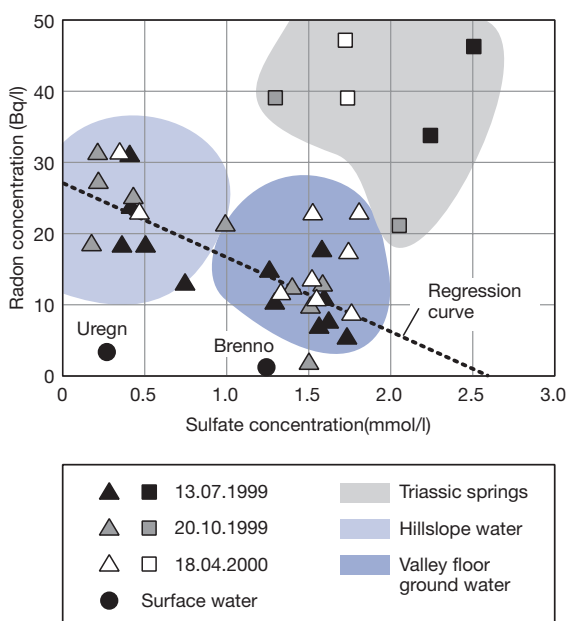 Radon concentration (Bq/l)
50
40
30
20
10
0
Uregn
Brenno
Regression
curve
0 0.5 1.0 1.5 2.0 2.5 3.0
Sulfate concentration(mmol/l)
13.07.1999
20.10.1999
18.04.2000
Surface water
Triassic springs
Hillslope water
Valley floor
ground water